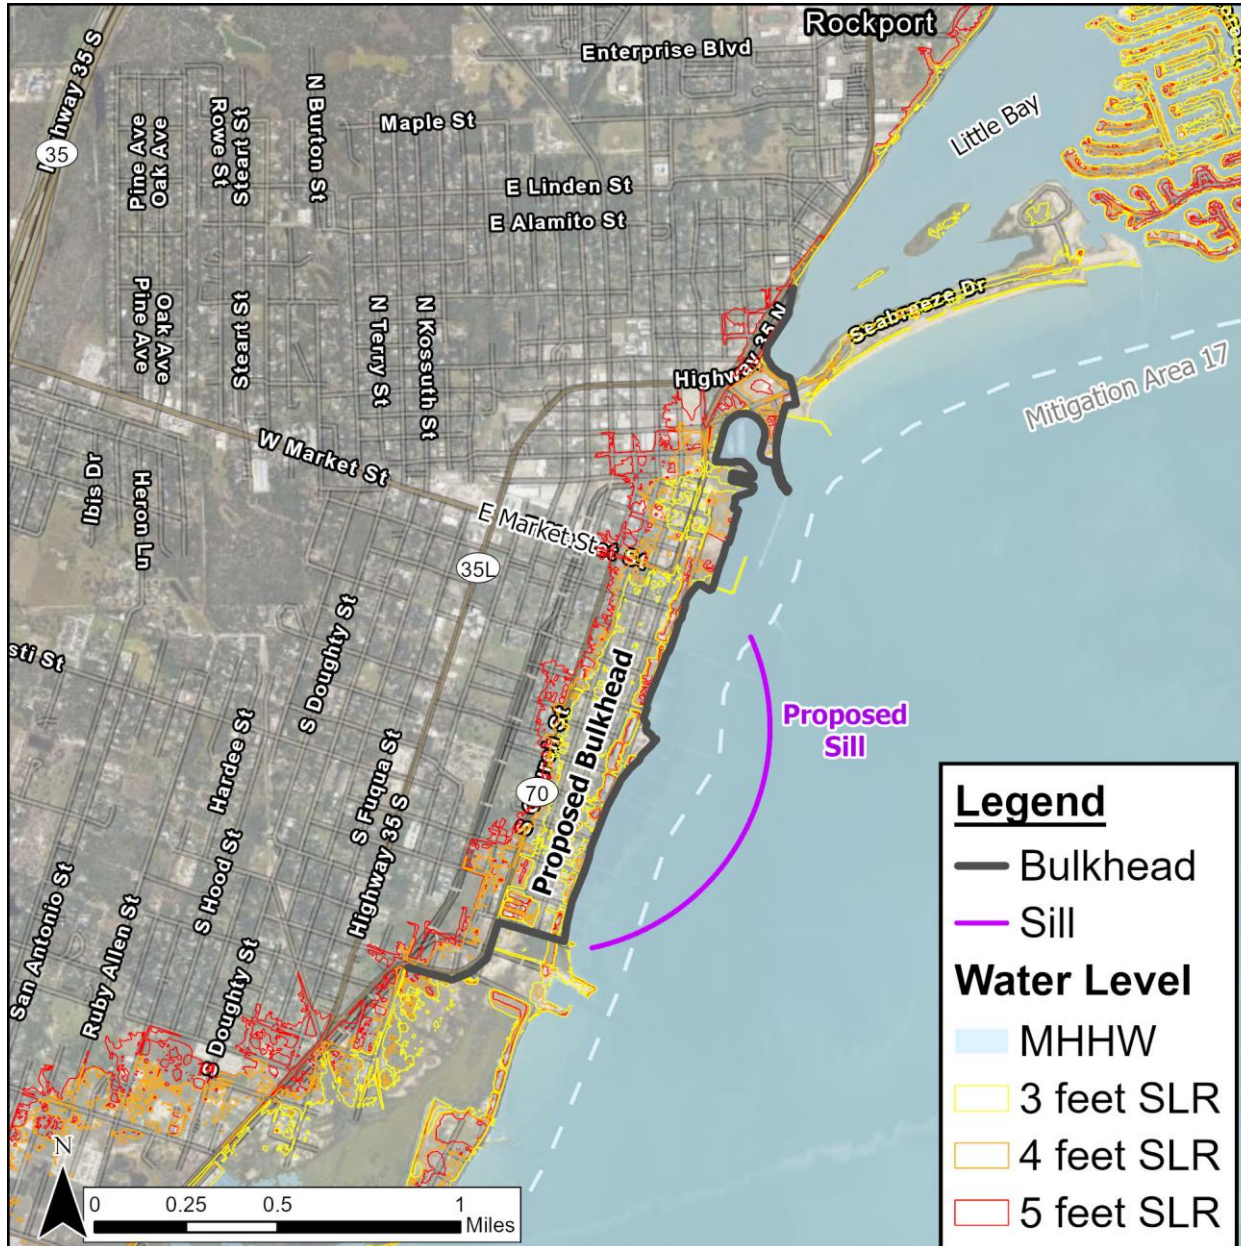 Rockport
Enterprise Blvd
35
N Burton St
Maple St
Little Bay
Pine Ave
Oak Ave
Rowe St
Steart St
E Linden St
E Alamito St
Pine Ave
Oak Ave
Steart St
N Terry St
N Kossuth St
Seabreeze Dr
Highway 35 N
Mitigation Area 17
W Market St
Ibis Dr
Heron Ln
E Market St
35L
sti St
S Doughty St
Proposed Bulkhead
Proposed
Sill
Hardee St
S Fuqua St
70
S Hood St
Highway 35 S
San Antonio St
Ruby Allen St
S Doughty St
Legend
Bulkhead
Sill
Water Level
MHHW
3 feet SLR
4 feet SLR
5 feet SLR
N
0 0.25 0.5 1
Miles